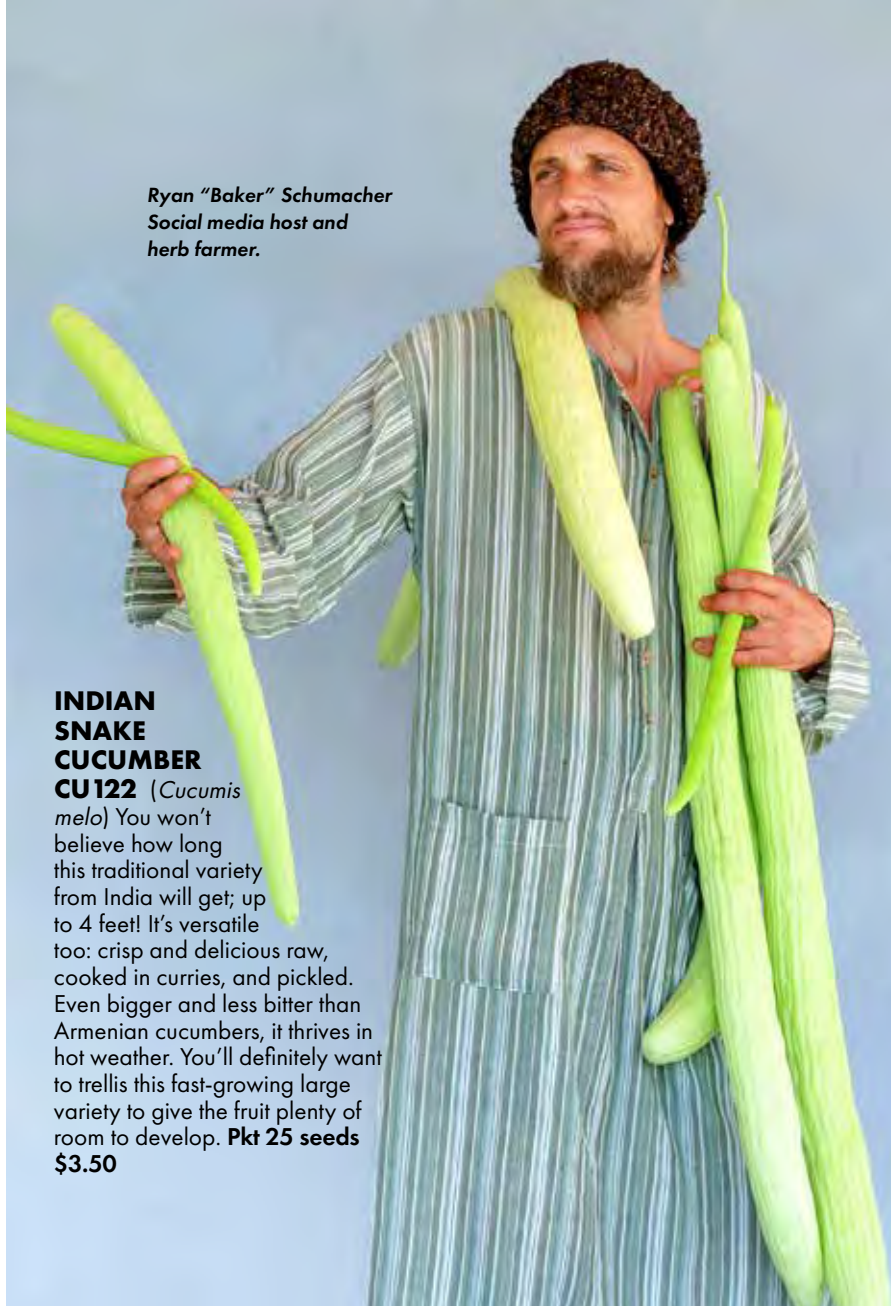 Ryan “Baker” Schumacher
Social media host and
herb farmer.
INDIAN
SNAKE
CUCUMBER
CU122 (Cucumis
melo) You won’t
believe how long
this traditional variety
from India will get; up
to 4 feet! It’s versatile
too: crisp and delicious raw,
cooked in curries, and pickled.
Even bigger and less bitter than
Armenian cucumbers, it thrives in
hot weather. You’ll definitely want
to trellis this fast-growing large
variety to give the fruit plenty of
room to develop. Pkt 25 seeds
$3.50